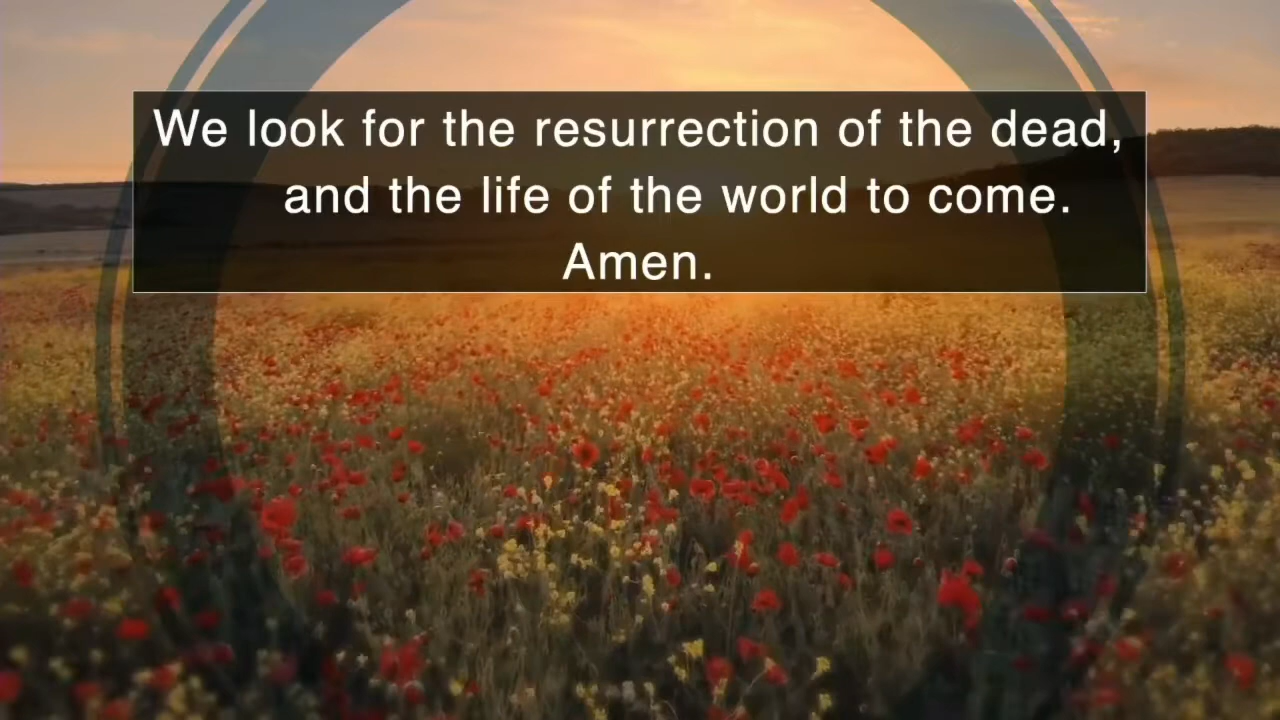 We look for the resurrection of the dead,
and the life of the world to come.
Amen.